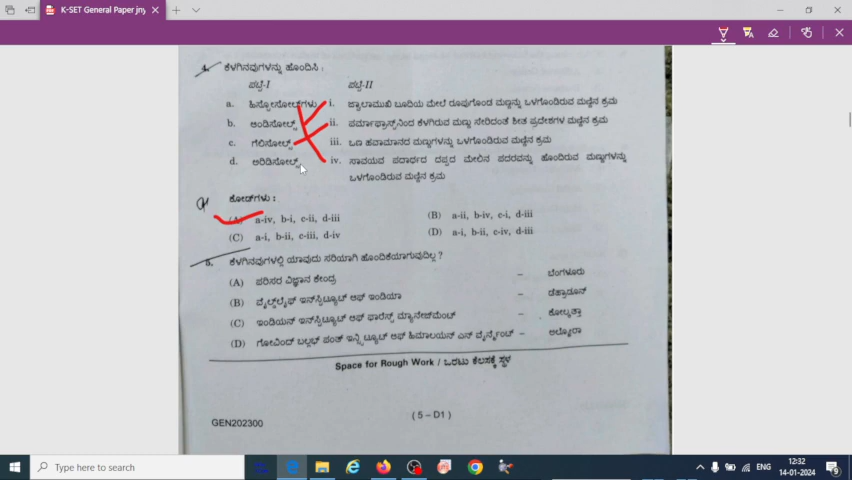 K-SET General Paper jny
4. ಕೆಳಗಿನವುಗಳನ್ನು ಹೊಂದಿಸಿ :
ಪಟ್ಟಿ-I ಪಟ್ಟಿ-II
a. ಹಿಸ್ಟೋಸೋಲ್ಸ್‌ಗಳು i. ಜ್ವಾಲಾಮುಖಿ ಬೂದಿಯ ಮೇಲೆ ರೂಪುಗೊಂಡ ಮಣ್ಣನ್ನು ಒಳಗೊಂಡಿರುವ ಮಣ್ಣಿನ ಕ್ರಮ
b. ಆಂಡಿಸೋಲ್ಸ್ ii. ಪರ್ಮಾಫ್ರಾಸ್ಟ್‌ನಿಂದ ಕೆಳಗಿರುವ ಮಣ್ಣು ಸೇರಿದಂತೆ ಶೀತ ಪ್ರದೇಶಗಳ ಮಣ್ಣಿನ ಕ್ರಮ
c. ಗೆಲಿಸೋಲ್ಸ್ iii. ಒಣ ಹವಾಮಾನದ ಮಣ್ಣುಗಳನ್ನು ಒಳಗೊಂಡಿರುವ ಮಣ್ಣಿನ ಕ್ರಮ
d. ಅರಿಡಿಸೋಲ್ಸ್ iv. ಸಾವಯವ ಪದಾರ್ಥದ ದಪ್ಪದ ಮೇಲಿನ ಪದರವನ್ನು ಹೊಂದಿರುವ ಮಣ್ಣುಗಳನ್ನು
ಒಳಗೊಂಡಿರುವ ಮಣ್ಣಿನ ಕ್ರಮ
ಕೋಡ್‌ಗಳು :
(A) a-iv, b-i, c-ii, d-iii (B) a-ii, b-iv, c-i, d-iii
(C) a-i, b-ii, c-iii, d-iv (D) a-i, b-ii, c-iv, d-iii
5. ಕೆಳಗಿನವುಗಳಲ್ಲಿ ಯಾವುದು ಸರಿಯಾಗಿ ಹೊಂದಿಕೆಯಾಗುವುದಿಲ್ಲ ?
(A) ಪರಿಸರ ವಿಜ್ಞಾನ ಕೇಂದ್ರ – ಬೆಂಗಳೂರು
(B) ವೈಲ್ಡ್‌ಲೈಫ್ ಇನ್‌ಸ್ಟಿಟ್ಯೂಟ್ ಆಫ್ ಇಂಡಿಯಾ – ಡೆಹ್ರಾಡೂನ್
(C) ಇಂಡಿಯನ್ ಇನ್‌ಸ್ಟಿಟ್ಯೂಟ್ ಆಫ್ ಫಾರೆಸ್ಟ್ ಮ್ಯಾನೇಜ್‌ಮೆಂಟ್ – ಕೋಲ್ಕತ್ತಾ
(D) ಗೋವಿಂದ್ ಬಲ್ಲಭ್ ಪಂತ್ ಇನ್ಸ್ಟಿಟ್ಯೂಟ್ ಆಫ್ ಹಿಮಾಲಯನ್ ಎನ್ ವೈರ್ನ್ಮೆಂಟ್ – ಅಲ್ಮೋರಾ
Space for Rough Work / ಒರಟು ಕೆಲಸಕ್ಕೆ ಸ್ಥಳ
( 5 – D1 )
GEN202300
Type here to search
ENG
12:32
14-01-2024
9